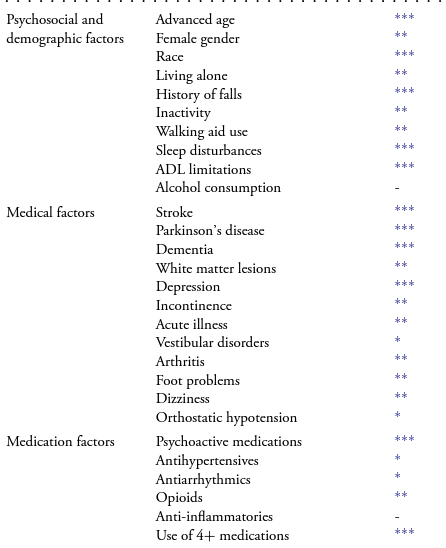 Psychosocial and Advanced age ***
demographic factors Female gender **
Race ***
Living alone **
History of falls ***
Inactivity **
Walking aid use **
Sleep disturbances ***
ADL limitations ***
Alcohol consumption -
Medical factors Stroke ***
Parkinson’s disease ***
Dementia ***
White matter lesions **
Depression ***
Incontinence **
Acute illness **
Vestibular disorders *
Arthritis **
Foot problems **
Dizziness **
Orthostatic hypotension *
Medication factors Psychoactive medications ***
Antihypertensives *
Antiarrhythmics *
Opioids **
Anti-inflammatories -
Use of 4+ medications ***